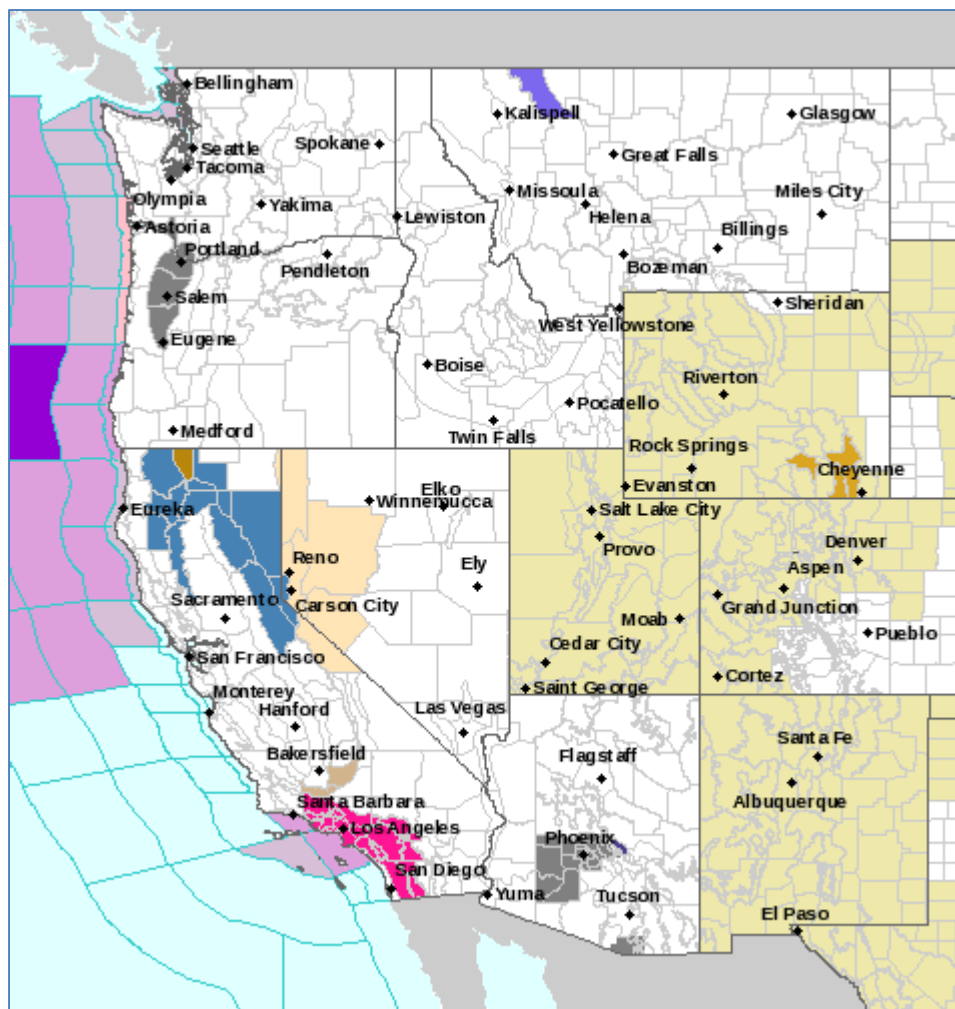 Bellingham
Kalispell
Glasgow
Seattle
Spokane
Great Falls
Tacoma
Olympia
Missoula
Miles City
Yakima
Lewiston
Helena
Astoria
Billings
Portland
Pendleton
Bozeman
Salem
Sheridan
West Yellowstone
Eugene
Boise
Riverton
Pocatello
Medford
Twin Falls
Rock Springs
Cheyenne
Elko
Evanston
Winnemucca
Eureka
Salt Lake City
Denver
Provo
Reno
Ely
Aspen
Sacramento
Carson City
Grand Junction
Moab
Pueblo
Cedar City
San Francisco
Cortez
Saint George
Monterey
Hanford
Las Vegas
Santa Fe
Bakersfield
Flagstaff
Albuquerque
Santa Barbara
Los Angeles
Phoenix
San Diego
Yuma
Tucson
El Paso